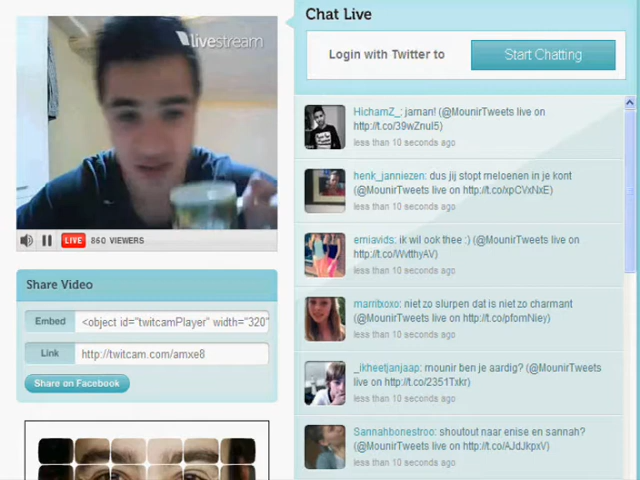 Chat Live
livestream
Login with Twitter to
Start Chatting
HichamZ_: jaman! (@MounirTweets live on
http://t.co/39wZnuI5)
less than 10 seconds ago
henk_janniezen: dus jij stopt meloenen in je kont
(@MounirTweets live on http://t.co/xpCVxNxE)
less than 10 seconds ago
erniavids: ik wil ook thee :) (@MounirTweets live on
http://t.co/WvtthyAV)
less than 10 seconds ago
marritxoxo: niet zo slurpen dat is niet zo charmant
(@MounirTweets live on http://t.co/pfomNiey)
less than 10 seconds ago
_ikheetjanjaap: mounir ben je aardig? (@MounirTweets
live on http://t.co/2351Txkr)
less than 10 seconds ago
Sannahbonestroo: shoutout naar enise en sannah?
(@MounirTweets live on http://t.co/AJdJkpxV)
less than 10 seconds ago
LIVE
860 VIEWERS
Share Video
Embed
<object id="twitcamPlayer" width="320"
Link
http://twitcam.com/amxe8
Share on Facebook